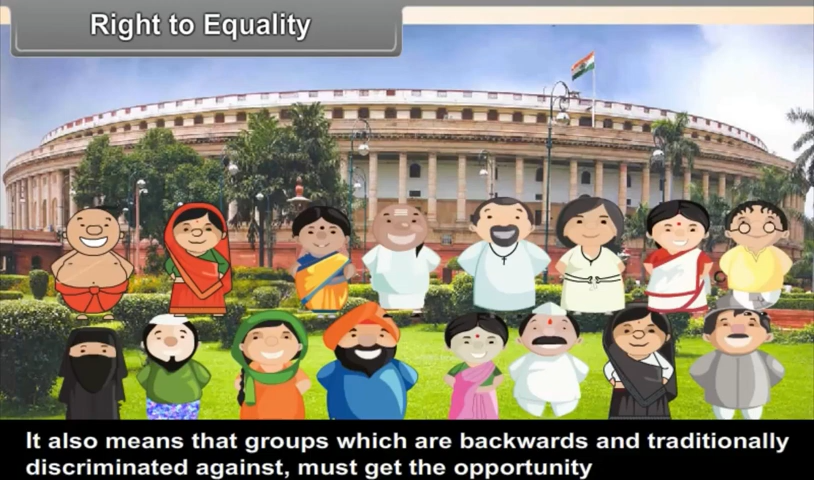 Right to Equality
It also means that groups which are backwards and traditionally
discriminated against, must get the opportunity